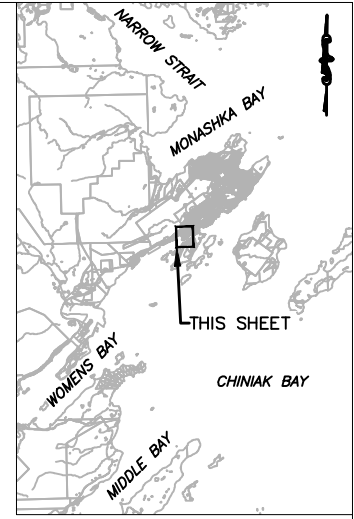 NARROW STRAIT
MONASHKA BAY
THIS SHEET
WOMENS BAY
CHINIAK BAY
MIDDLE BAY